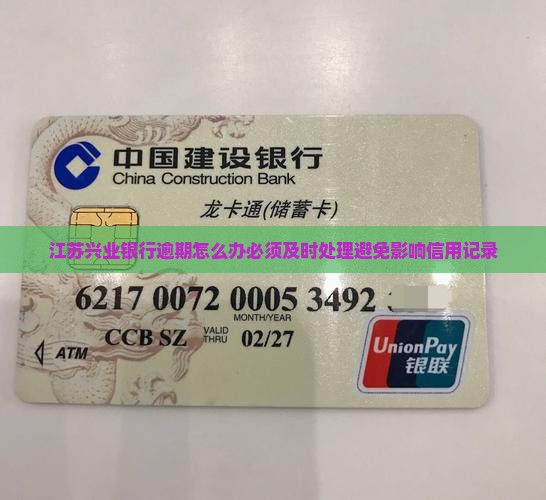 中国建设银行
China Construction Bank
龙卡通(储蓄卡)
江苏兴业银行逾期怎么办必须及时处理避免影响信用记录
6217 0072 0005 3492
MONTH/YEAR
CCB SZ VALID THRU 02/27
ATM
UnionPay
银联